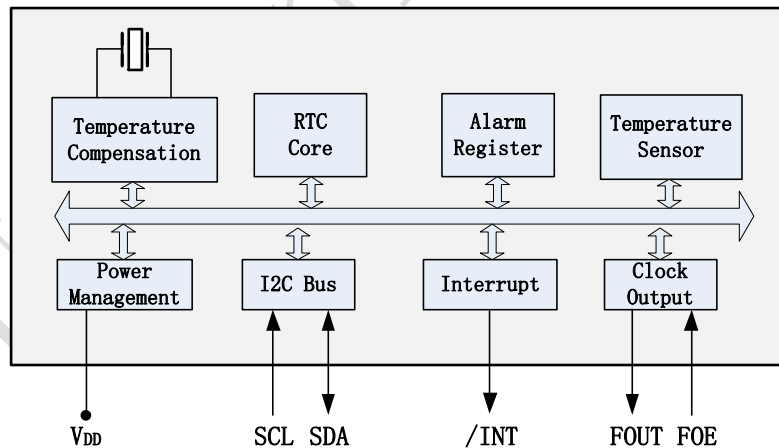 Temperature
Compensation
RTC
Core
Alarm
Register
Temperature
Sensor
Power
Management
I2C Bus
Interrupt
Clock
Output
VDD
SCL SDA
/INT
FOUT FOE